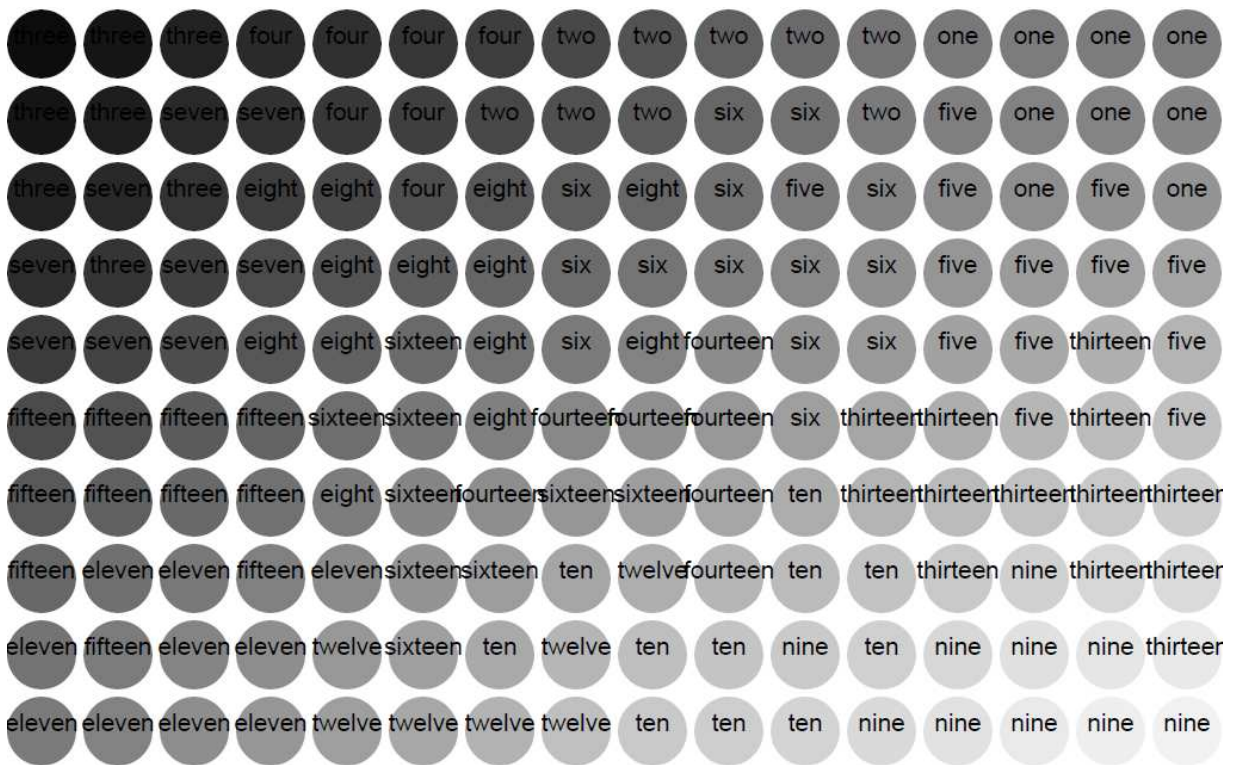 three three three four four four four two two two two two one one one one
three three seven seven four four two two two six six two five one one one
three seven three eight eight four eight six eight six five six five one five one
seven three seven seven eight eight eight six six six six six five five five five
seven seven seven eight eight sixteen eight six eight fourteen six six five five thirteen five
fifteen fifteen fifteen fifteen sixteen sixteen eight fourteen fourteen fourteen six thirteen thirteen five thirteen five
fifteen fifteen fifteen fifteen eight sixteen fourteen sixteen sixteen fourteen ten thirteen thirteen thirteen thirteen thirteen
fifteen eleven eleven fifteen eleven sixteen sixteen ten twelve fourteen ten ten thirteen nine thirteen thirteen
eleven fifteen eleven eleven twelve sixteen ten twelve ten ten nine ten nine nine nine thirteen
eleven eleven eleven eleven twelve twelve twelve twelve ten ten ten nine nine nine nine nine